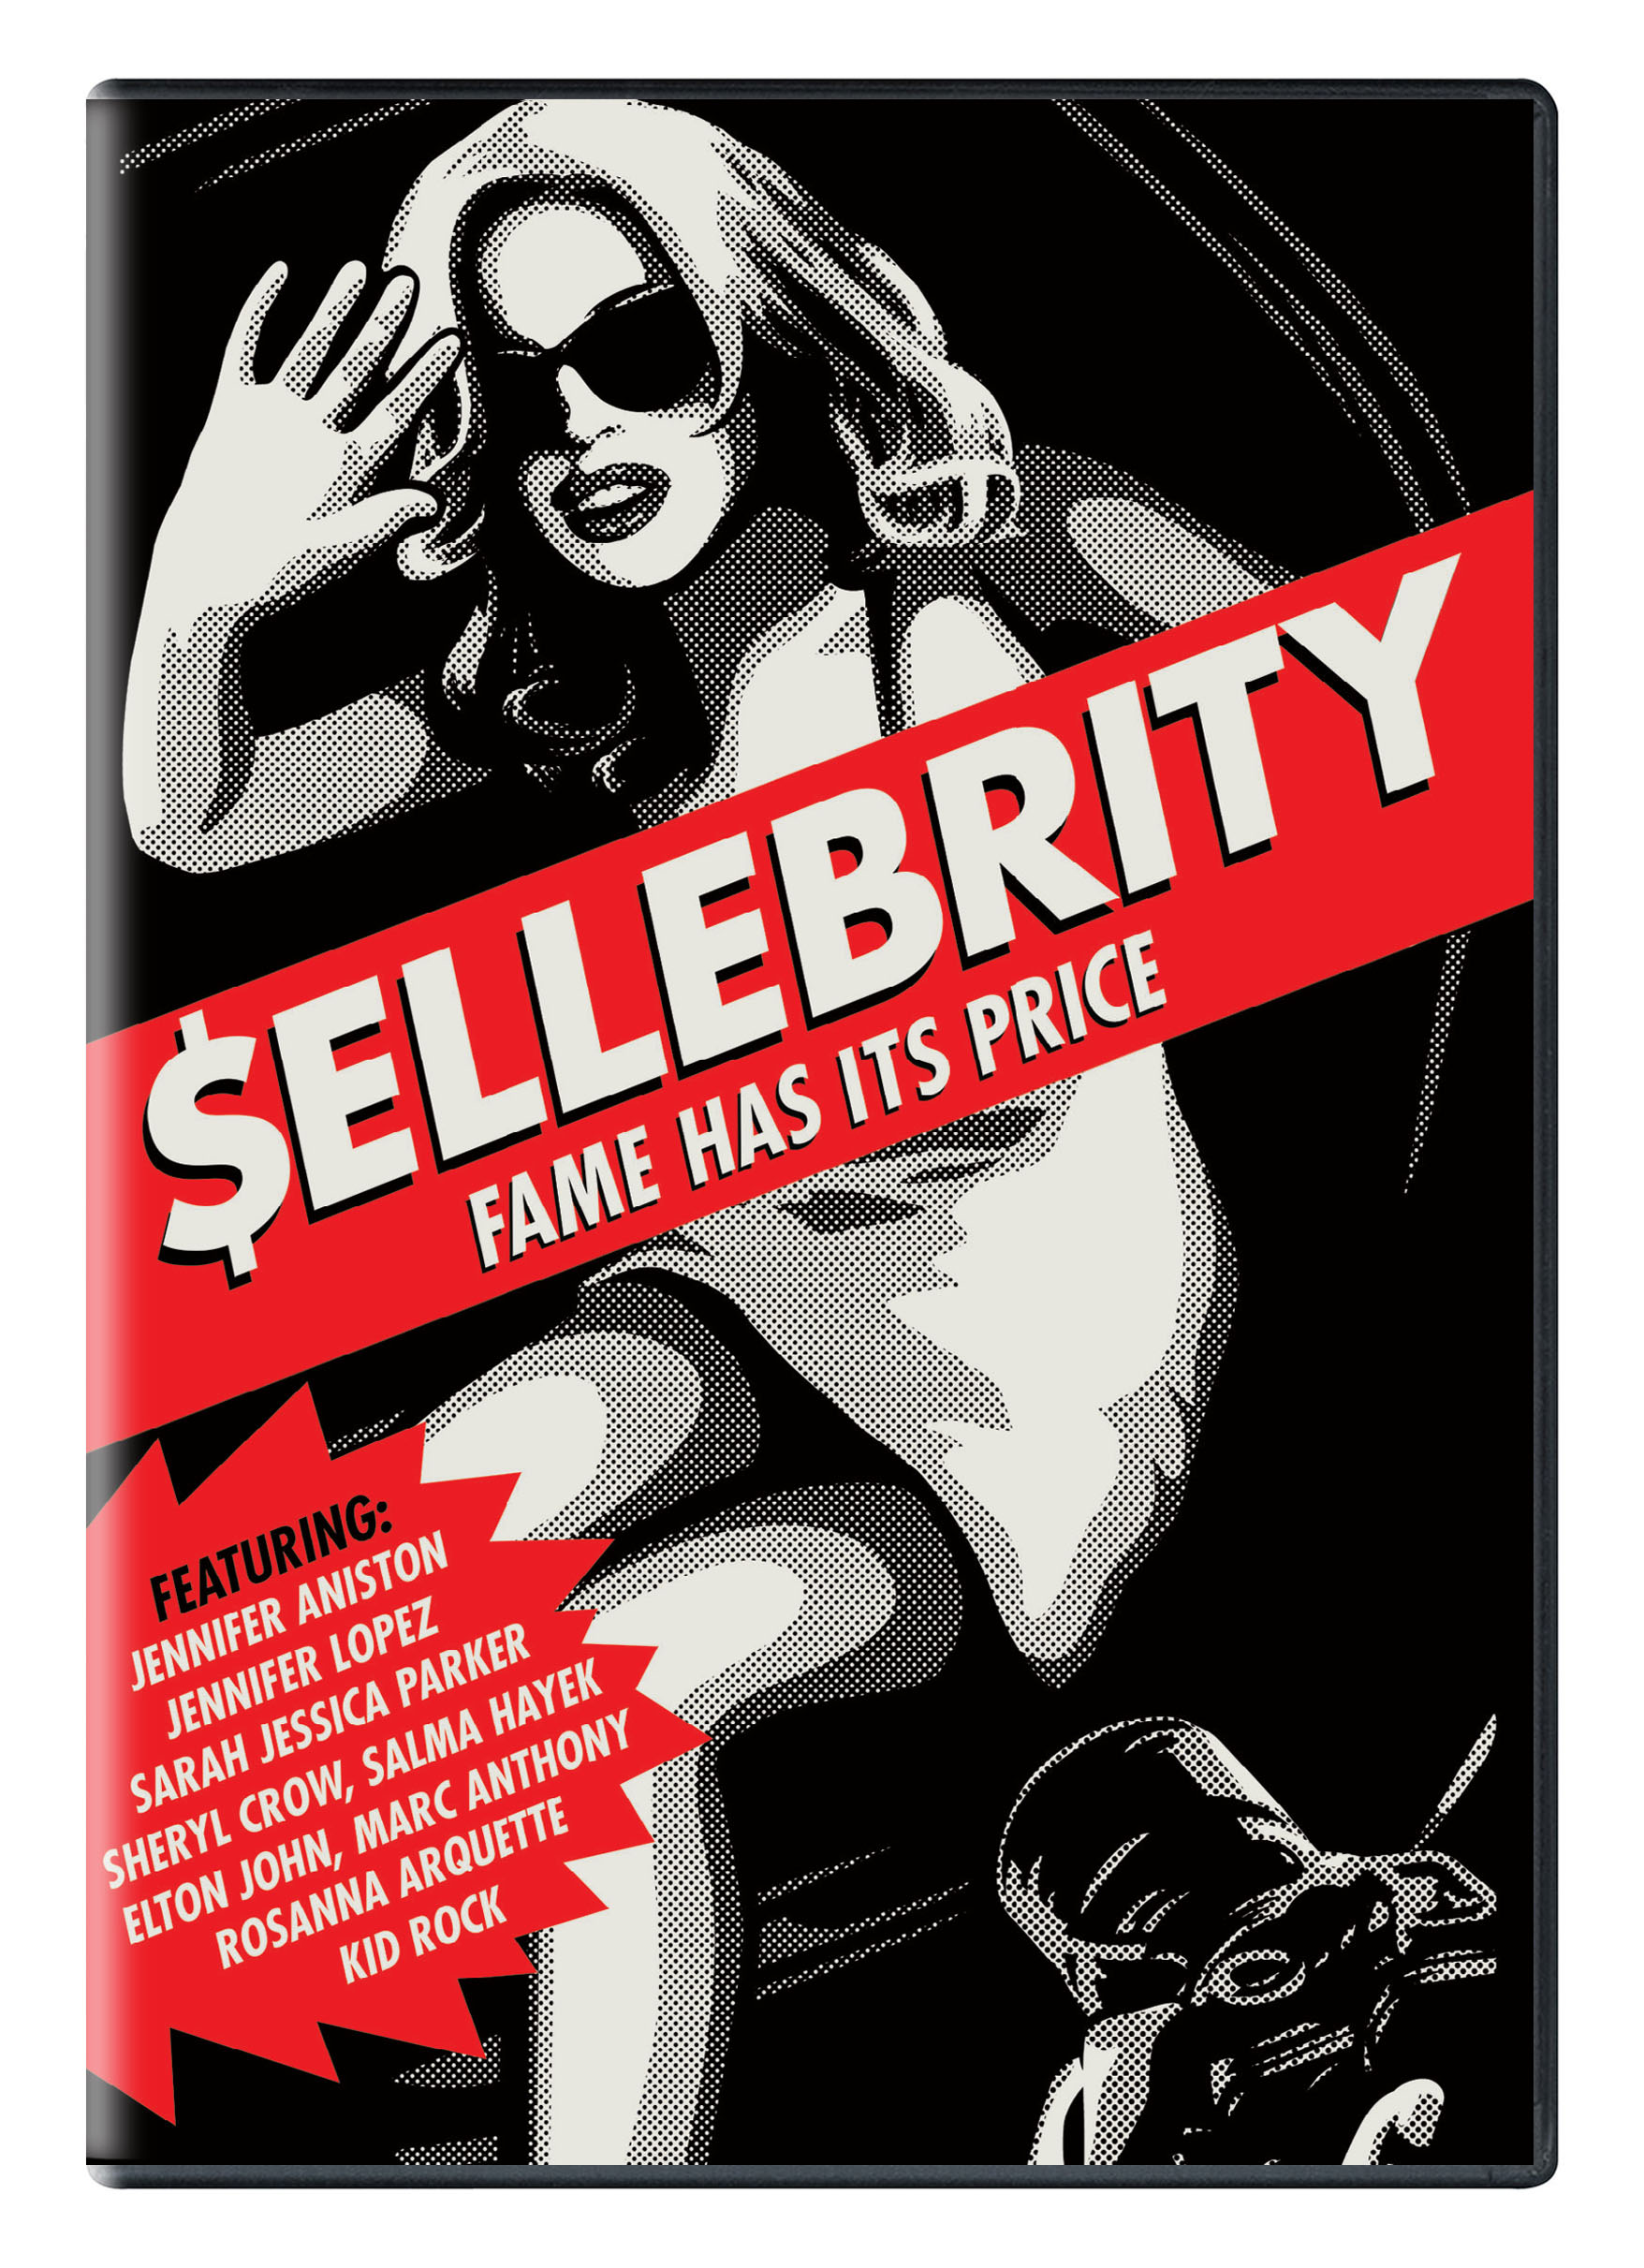 $ELLEBRITY
FAME HAS ITS PRICE
FEATURING:
JENNIFER ANISTON
JENNIFER LOPEZ
SARAH JESSICA PARKER
SHERYL CROW, SALMA HAYEK
ELTON JOHN, MARC ANTHONY
ROSANNA ARQUETTE
KID ROCK